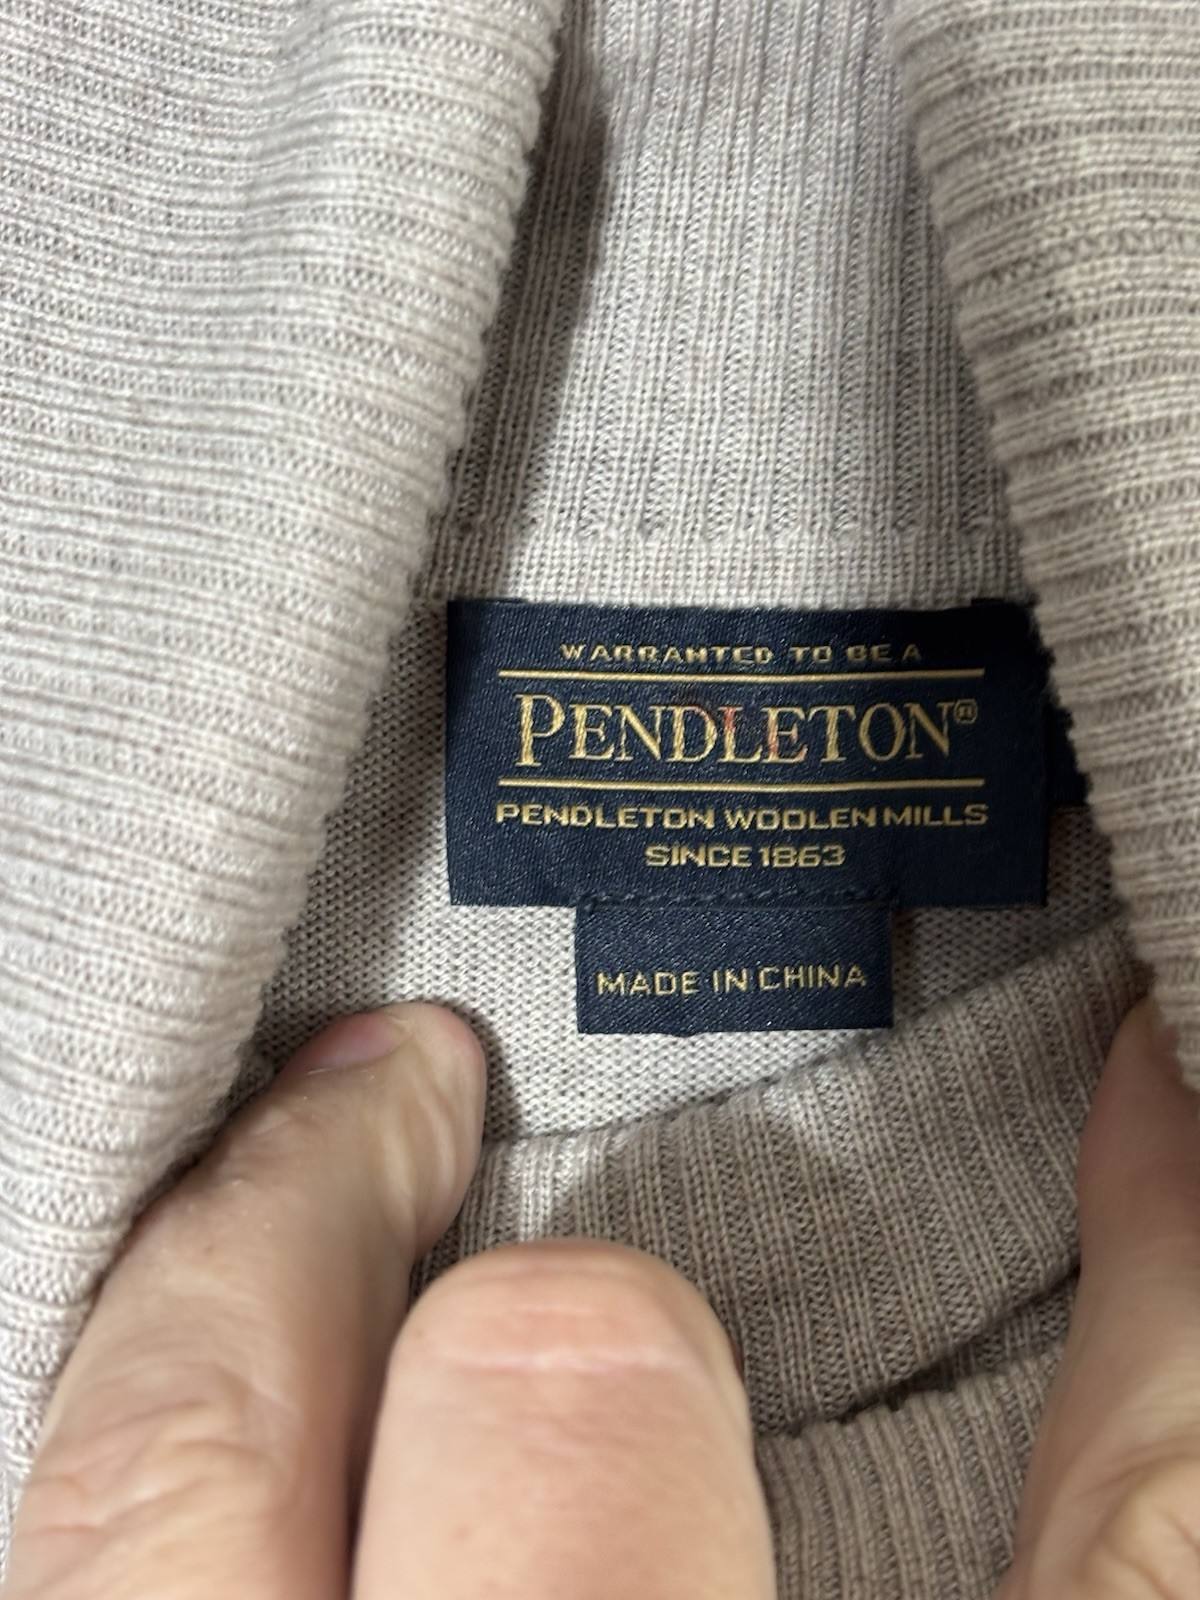 WARRANTED TO BE A
PENDLETON®
PENDLETON WOOLEN MILLS
SINCE 1863
MADE IN CHINA